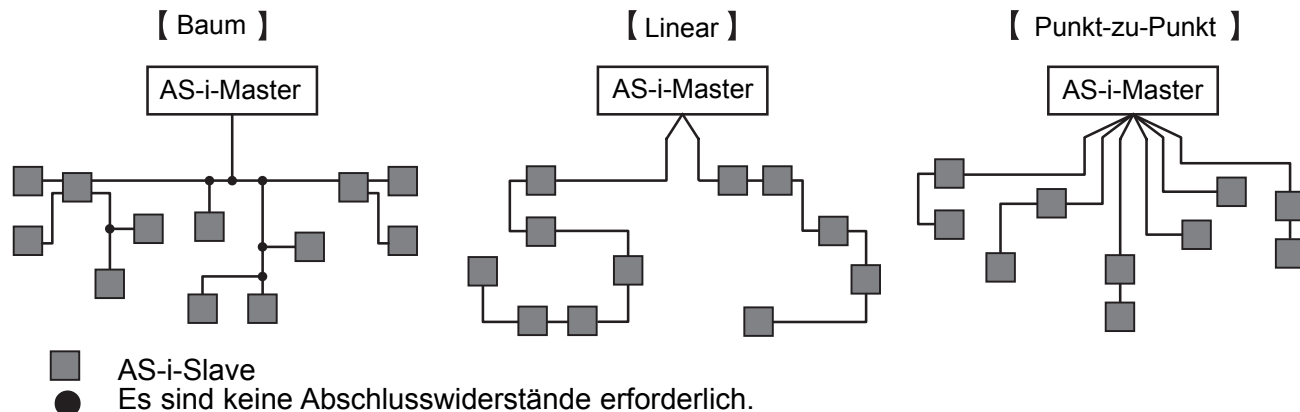 【 Baum 】
【 Linear 】
【 Punkt-zu-Punkt 】
AS-i-Master
AS-i-Master
AS-i-Master
AS-i-Slave
Es sind keine Abschlusswiderstände erforderlich.